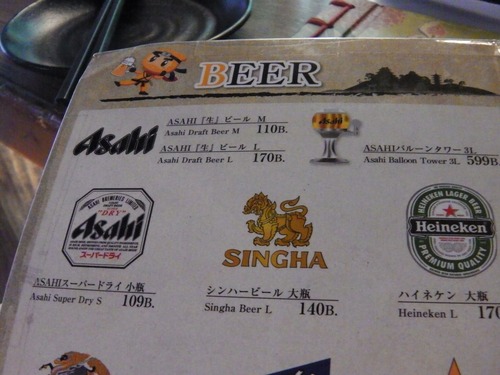 BEER
ASAHI「生」ビール M
Asahi Draft Beer M 110B.
ASAHI「生」ビール L
Asahi Draft Beer L 170B.
Asahi
ASAHIバルーンタワー3L
Asahi Balloon Tower 3L 599B
ASAHI BREWERIES LIMITED
"DRY"
Asahi
スーパードライ
SINGHA
HEINEKEN LAGER BEER
Heineken
PREMIUM QUALITY
ASAHIスーパードライ 小瓶
Asahi Super Dry S 109B.
シンハービール 大瓶
Singha Beer L 140B.
ハイネケン 大瓶
Heineken L 170